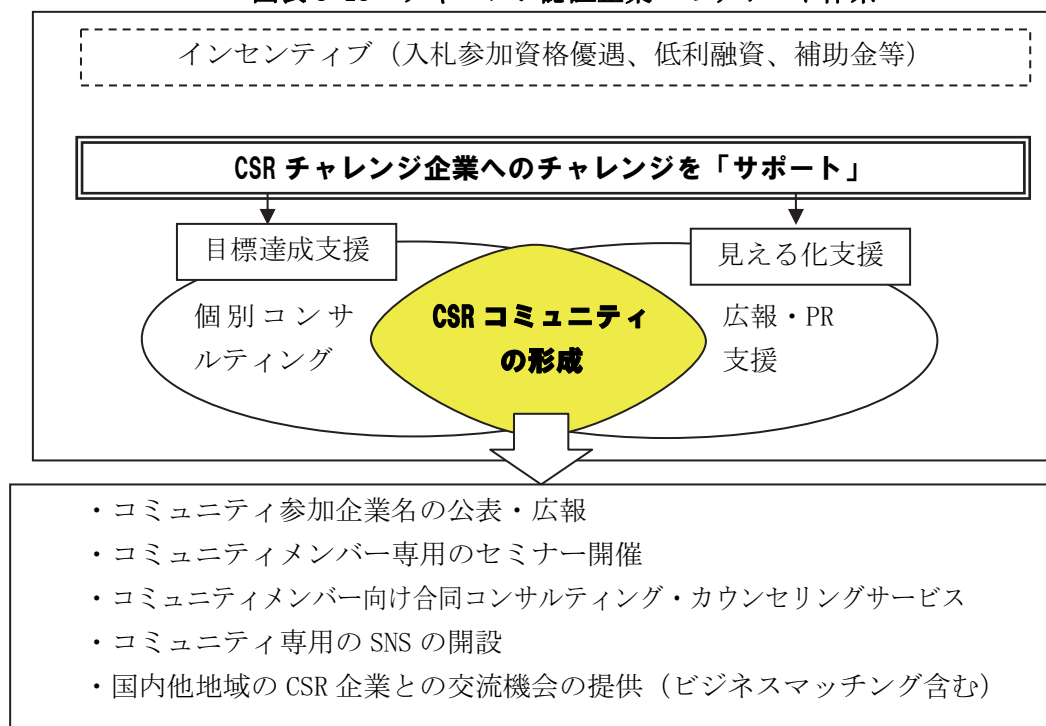 インセンティブ（入札参加資格優遇、低利融資、補助金等）
CSR チャレンジ企業へのチャレンジを「サポート」
目標達成支援
見える化支援
個別コンサ
ルティング
CSR コミュニティ
の形成
広報・PR
支援
・コミュニティ参加企業名の公表・広報
・コミュニティメンバー専用のセミナー開催
・コミュニティメンバー向け合同コンサルティング・カウンセリングサービス
・コミュニティ専用の SNS の開設
・国内他地域の CSR 企業との交流機会の提供（ビジネスマッチング含む）